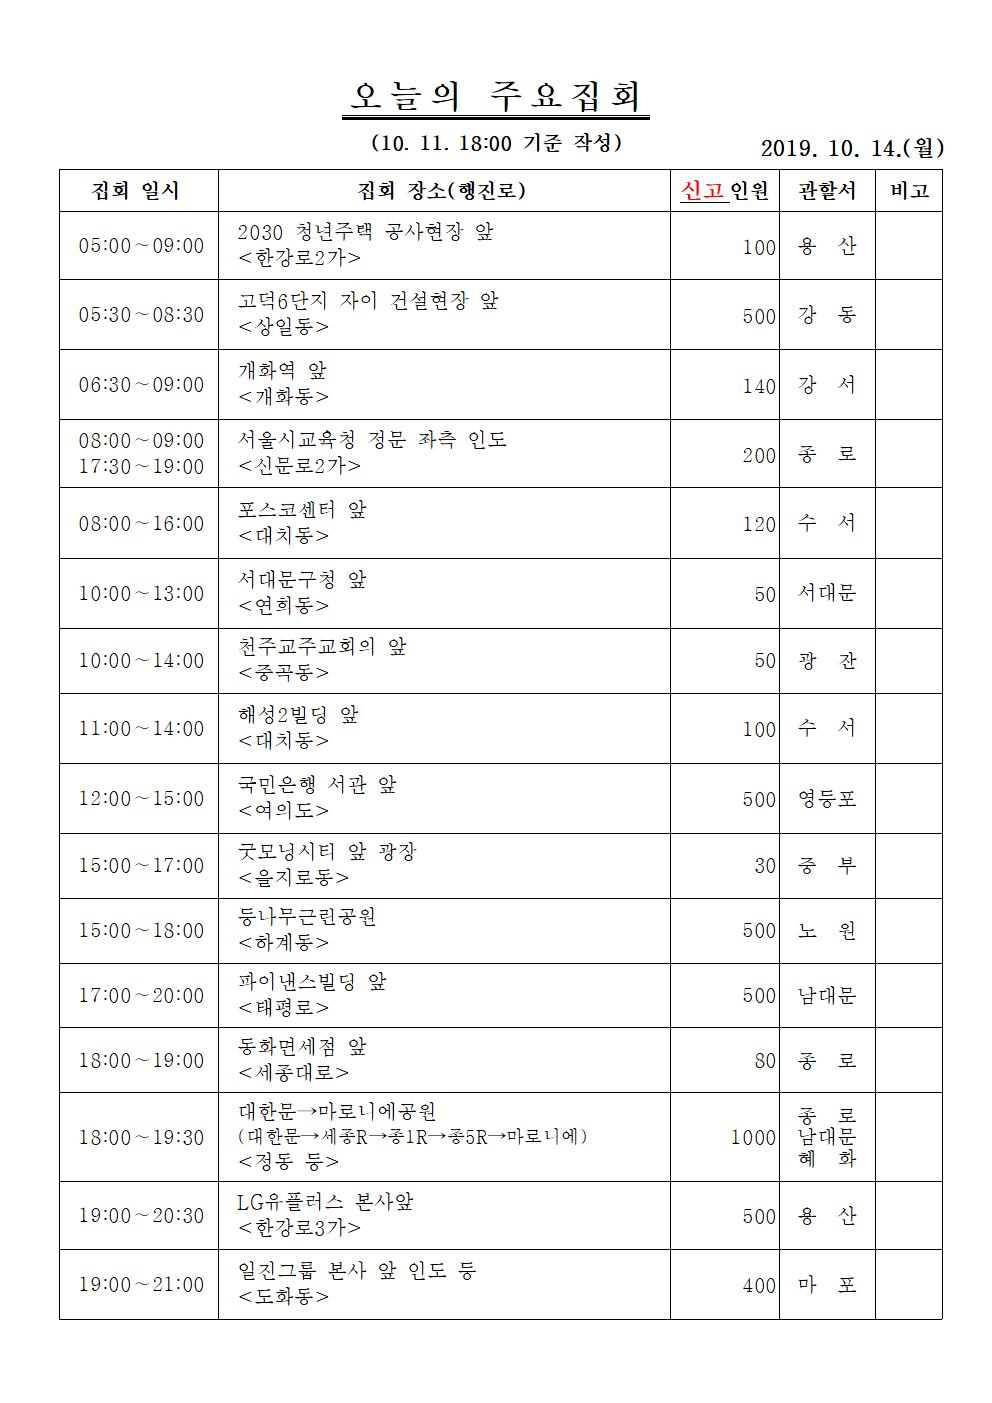 오늘의 주요집회
(10. 11. 18:00 기준 작성)
2019. 10. 14.(월)
집회 일시 집회 장소(행진로) 신고인원 관할서 비고
05:00~09:00 2030 청년주택 공사현장 앞 100 용 산
<한강로2가>
05:30~08:30 고덕6단지 자이 건설현장 앞 500 강 동
<상일동>
06:30~09:00 개화역 앞 140 강 서
<개화동>
08:00~09:00 서울시교육청 정문 좌측 인도 200 종 로
17:30~19:00 <신문로2가>
08:00~16:00 포스코센터 앞 120 수 서
<대치동>
10:00~13:00 서대문구청 앞 50 서대문
<연희동>
10:00~14:00 천주교주교회의 앞 50 광 잔
<중곡동>
11:00~14:00 해성2빌딩 앞 100 수 서
<대치동>
12:00~15:00 국민은행 서관 앞 500 영등포
<여의도>
15:00~17:00 굿모닝시티 앞 광장 30 중 부
<을지로동>
15:00~18:00 등나무근린공원 500 노 원
<하계동>
17:00~20:00 파이낸스빌딩 앞 500 남대문
<태평로>
18:00~19:00 동화면세점 앞 80 종 로
<세종대로>
18:00~19:30 대한문→마로니에공원 1000 종 로
(대한문→세종R→종1R→종5R→마로니에) 남대문
<정동 등> 혜 화
19:00~20:30 LG유플러스 본사앞 500 용 산
<한강로3가>
19:00~21:00 일진그룹 본사 앞 인도 등 400 마 포
<도화동>